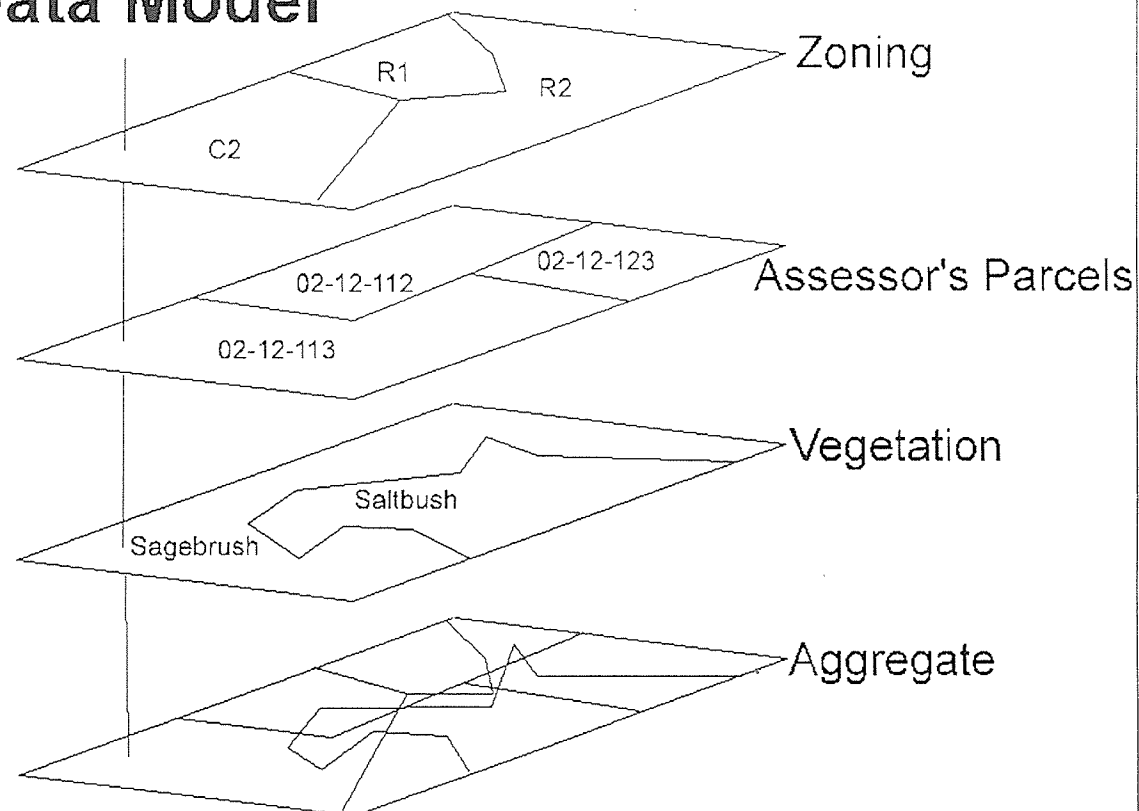 ata Model
Zoning
R1
R2
C2
02-12-123
02-12-112
Assessor's Parcels
02-12-113
Vegetation
Saltbush
Sagebrush
Aggregate